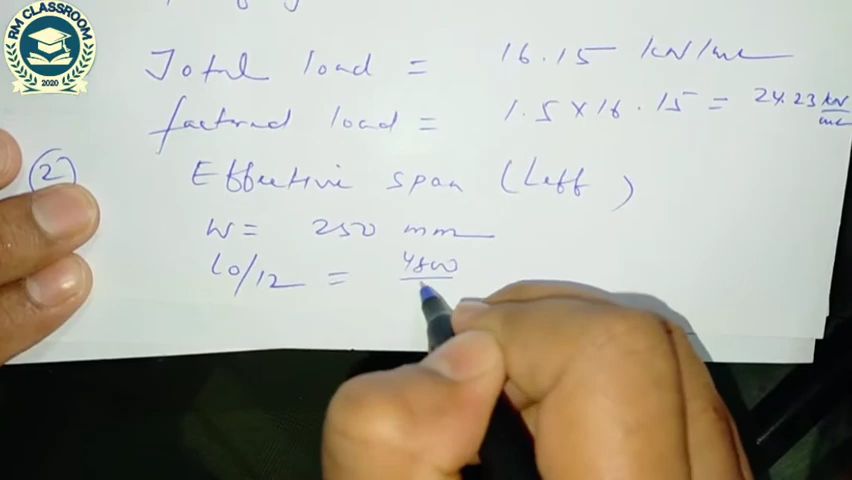 RM CLASSROOM
2020
Total load = 16.15 kN/m
factored load = 1.5 × 16.15 = 24.23 kN/m
(2) Effective span (Leff)
W = 250 mm
l0/12 = 4800